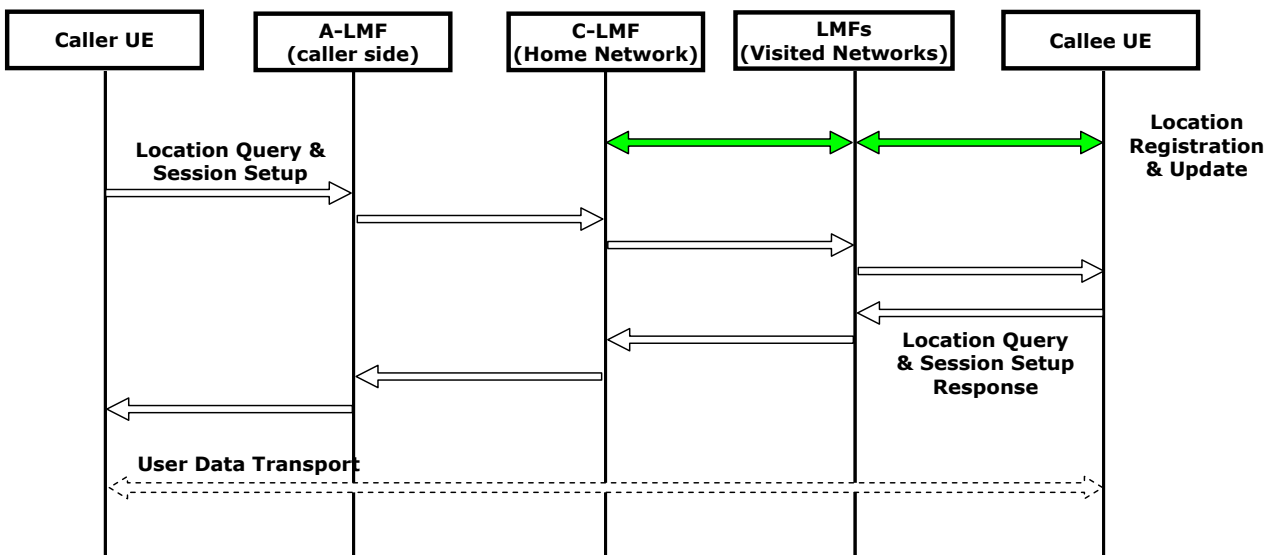 Caller UE
A-LMF
(caller side)
C-LMF
(Home Network)
LMFs
(Visited Networks)
Callee UE
Location
Registration
& Update
Location Query &
Session Setup
Location Query
& Session Setup
Response
User Data Transport